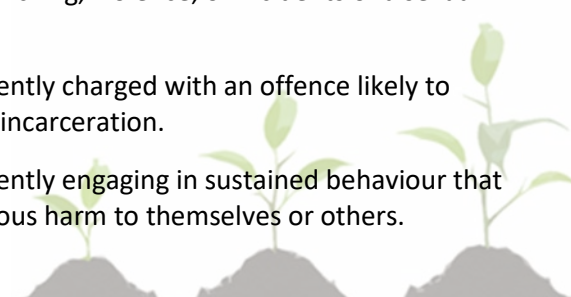 ently charged with an offence likely to
incarceration.
ently engaging in sustained behaviour that
ous harm to themselves or others.